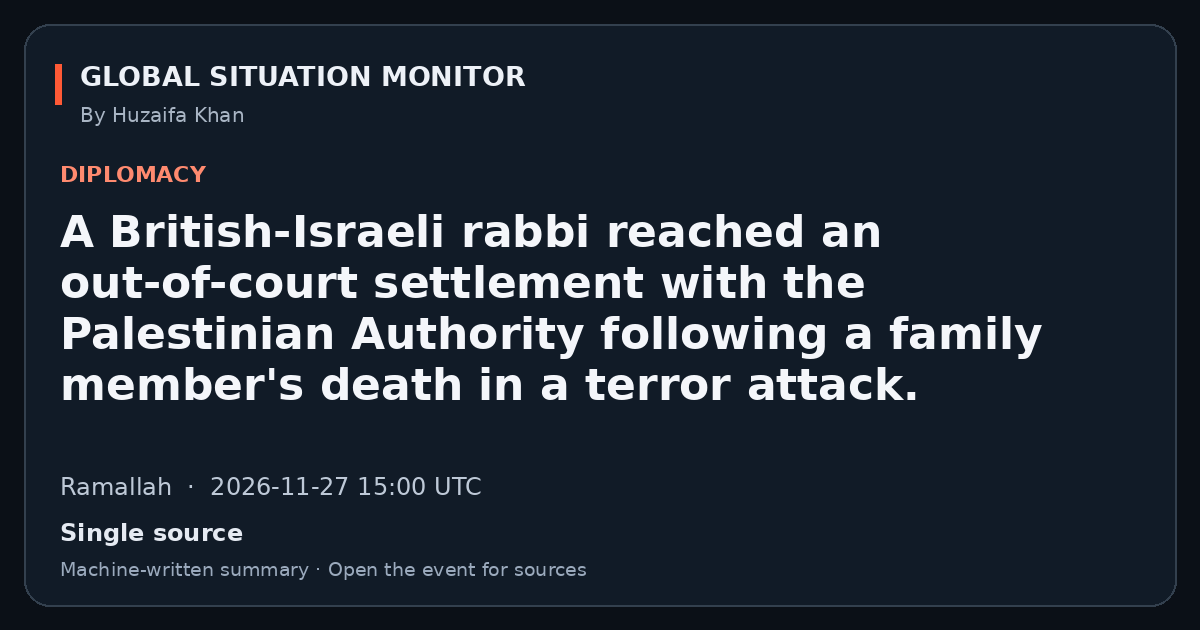 GLOBAL SITUATION MONITOR
By Huzaifa Khan
DIPLOMACY
A British-Israeli rabbi reached an
out-of-court settlement with the
Palestinian Authority following a family
member's death in a terror attack.
Ramallah · 2026-11-27 15:00 UTC
Single source
Machine-written summary · Open the event for sources